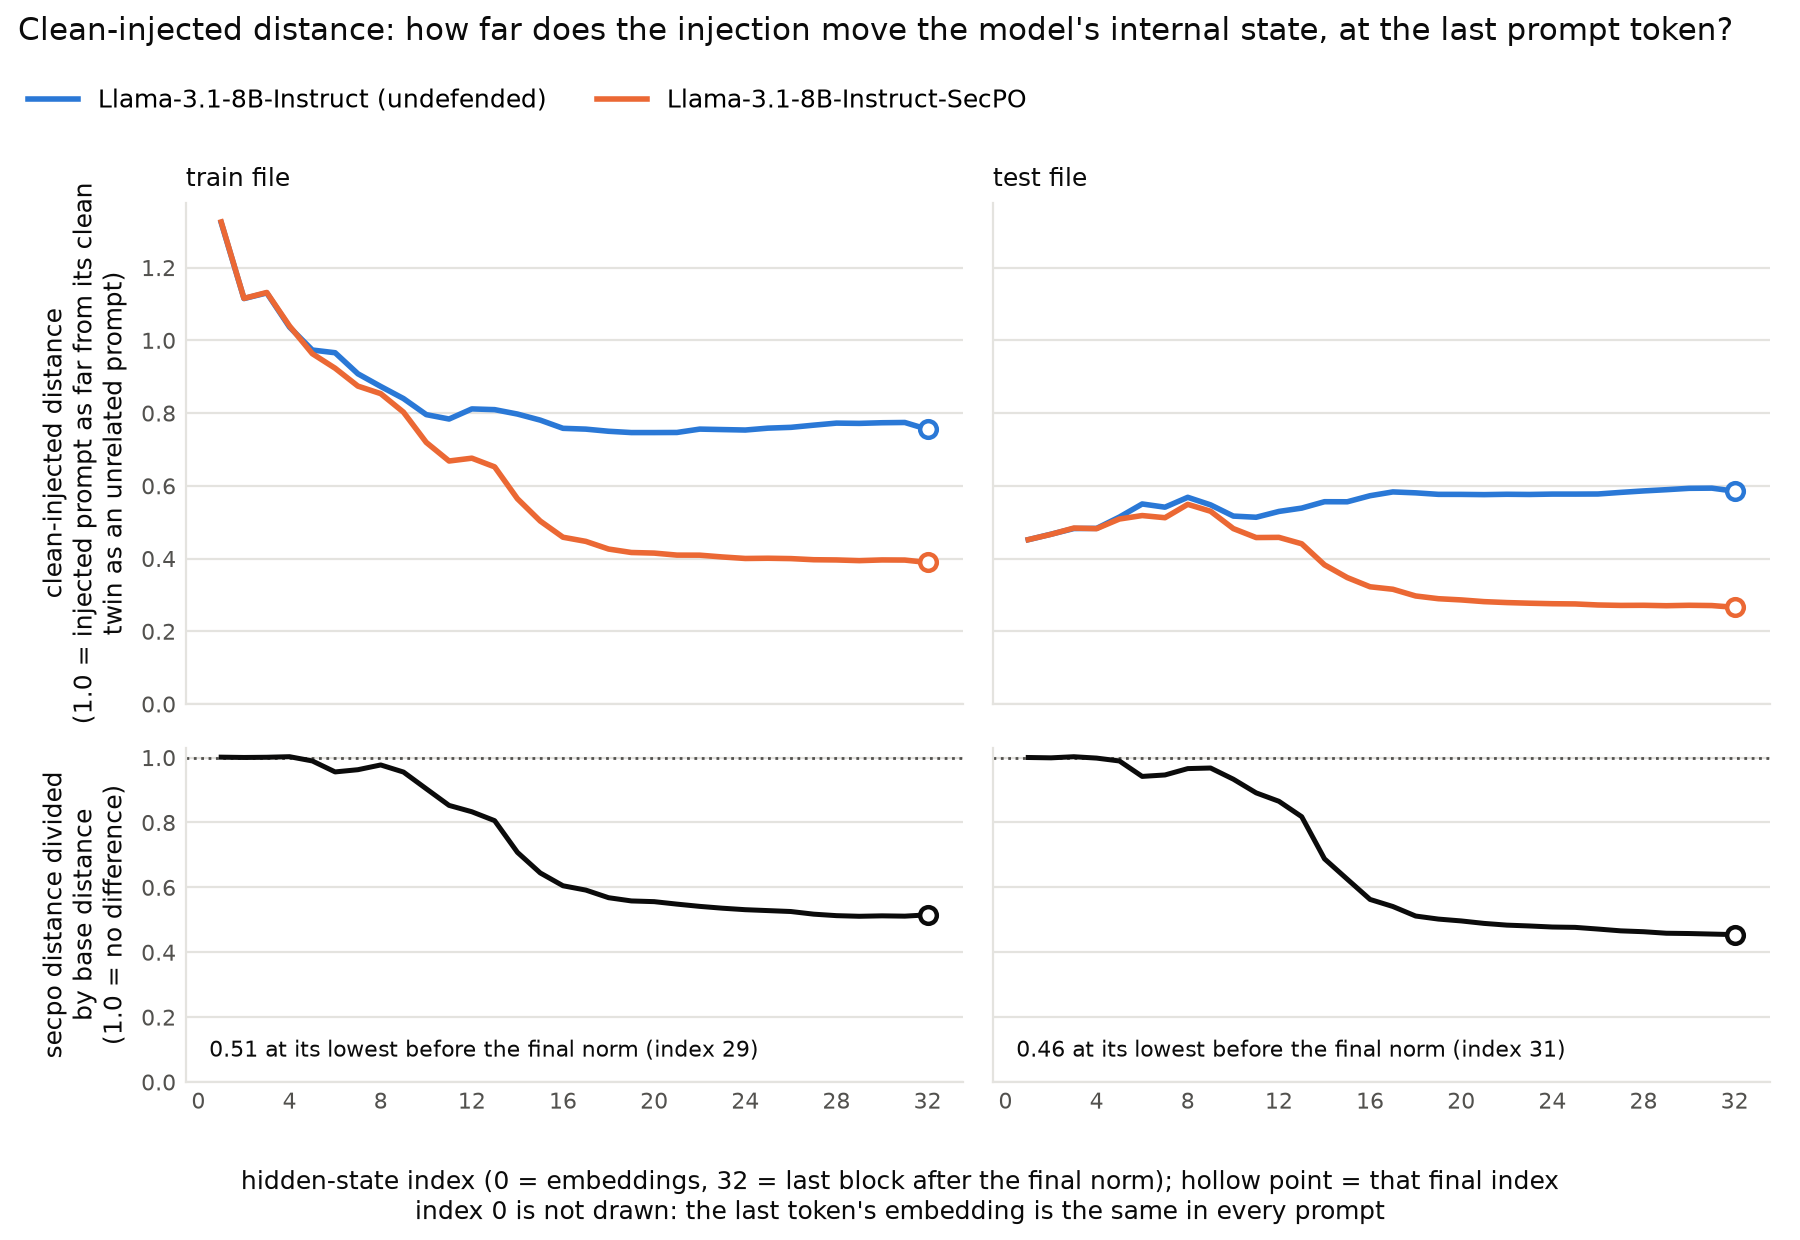 Clean-injected distance: how far does the injection move the model's internal state, at the last prompt token?
Llama-3.1-8B-Instruct (undefended)
Llama-3.1-8B-Instruct-SecPO
train file
test file
clean-injected distance
(1.0 = injected prompt as far from its clean
twin as an unrelated prompt)
1.2
1.0
0.8
0.6
0.4
0.2
0.0
secpo distance divided
by base distance
(1.0 = no difference)
1.0
0.8
0.6
0.4
0.2
0.0
0.51 at its lowest before the final norm (index 29)
0.46 at its lowest before the final norm (index 31)
0 4 8 12 16 20 24 28 32
0 4 8 12 16 20 24 28 32
hidden-state index (0 = embeddings, 32 = last block after the final norm); hollow point = that final index
index 0 is not drawn: the last token's embedding is the same in every prompt